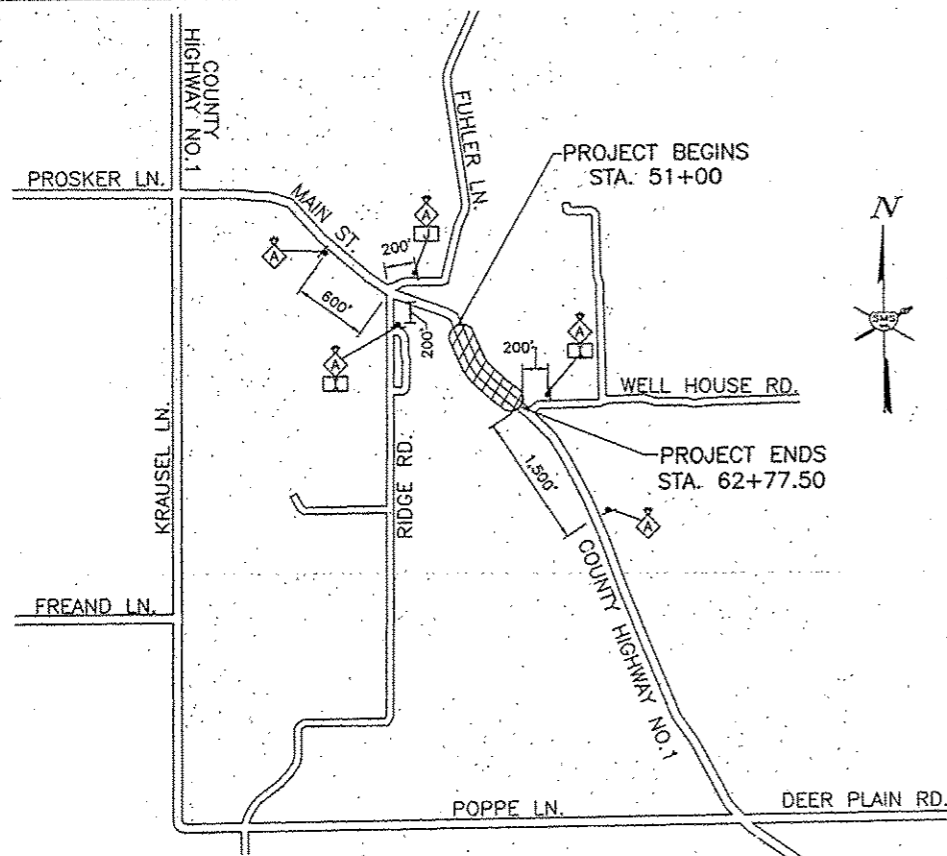 COUNTY
HIGHWAY NO.1
PROSKER LN.
MAIN ST.
FUHLER LN.
PROJECT BEGINS
STA. 51+00
N
A
J
200'
A
600'
200'
A
I
200'
A
I
SMS
WELL HOUSE RD.
KRAUSEL LN.
RIDGE RD.
1,500'
PROJECT ENDS
STA. 62+77.50
A
COUNTY HIGHWAY NO.1
FREAND LN.
POPPE LN.
DEER PLAIN RD.